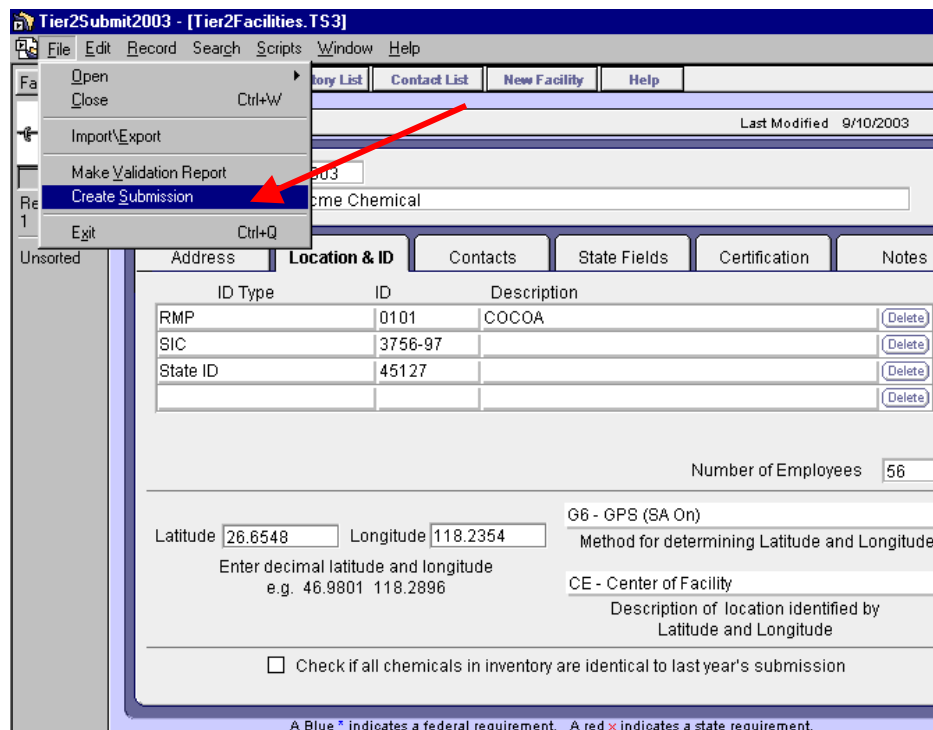 Tier2Submit2003 - [Tier2Facilities.TS3]
File Edit Record Search Scripts Window Help
Fa Open tory List Contact List New Facility Help
Close Ctrl+W
Last Modified 9/10/2003
Import\Export
Make Validation Report 003
Create Submission cme Chemical
Re
1
Exit Ctrl+Q
Unsorted Address Location & ID Contacts State Fields Certification Notes
ID Type ID Description
RMP 0101 COCOA Delete
SIC 3756-97 Delete
State ID 45127 Delete
Delete
Number of Employees 56
G6 - GPS (SA On)
Latitude 26.6548 Longitude 118.2354 Method for determining Latitude and Longitude
Enter decimal latitude and longitude
e.g. 46.9801 118.2896
CE - Center of Facility
Description of location identified by
Latitude and Longitude
Check if all chemicals in inventory are identical to last year's submission
A Blue * indicates a federal requirement. A red x indicates a state requirement.